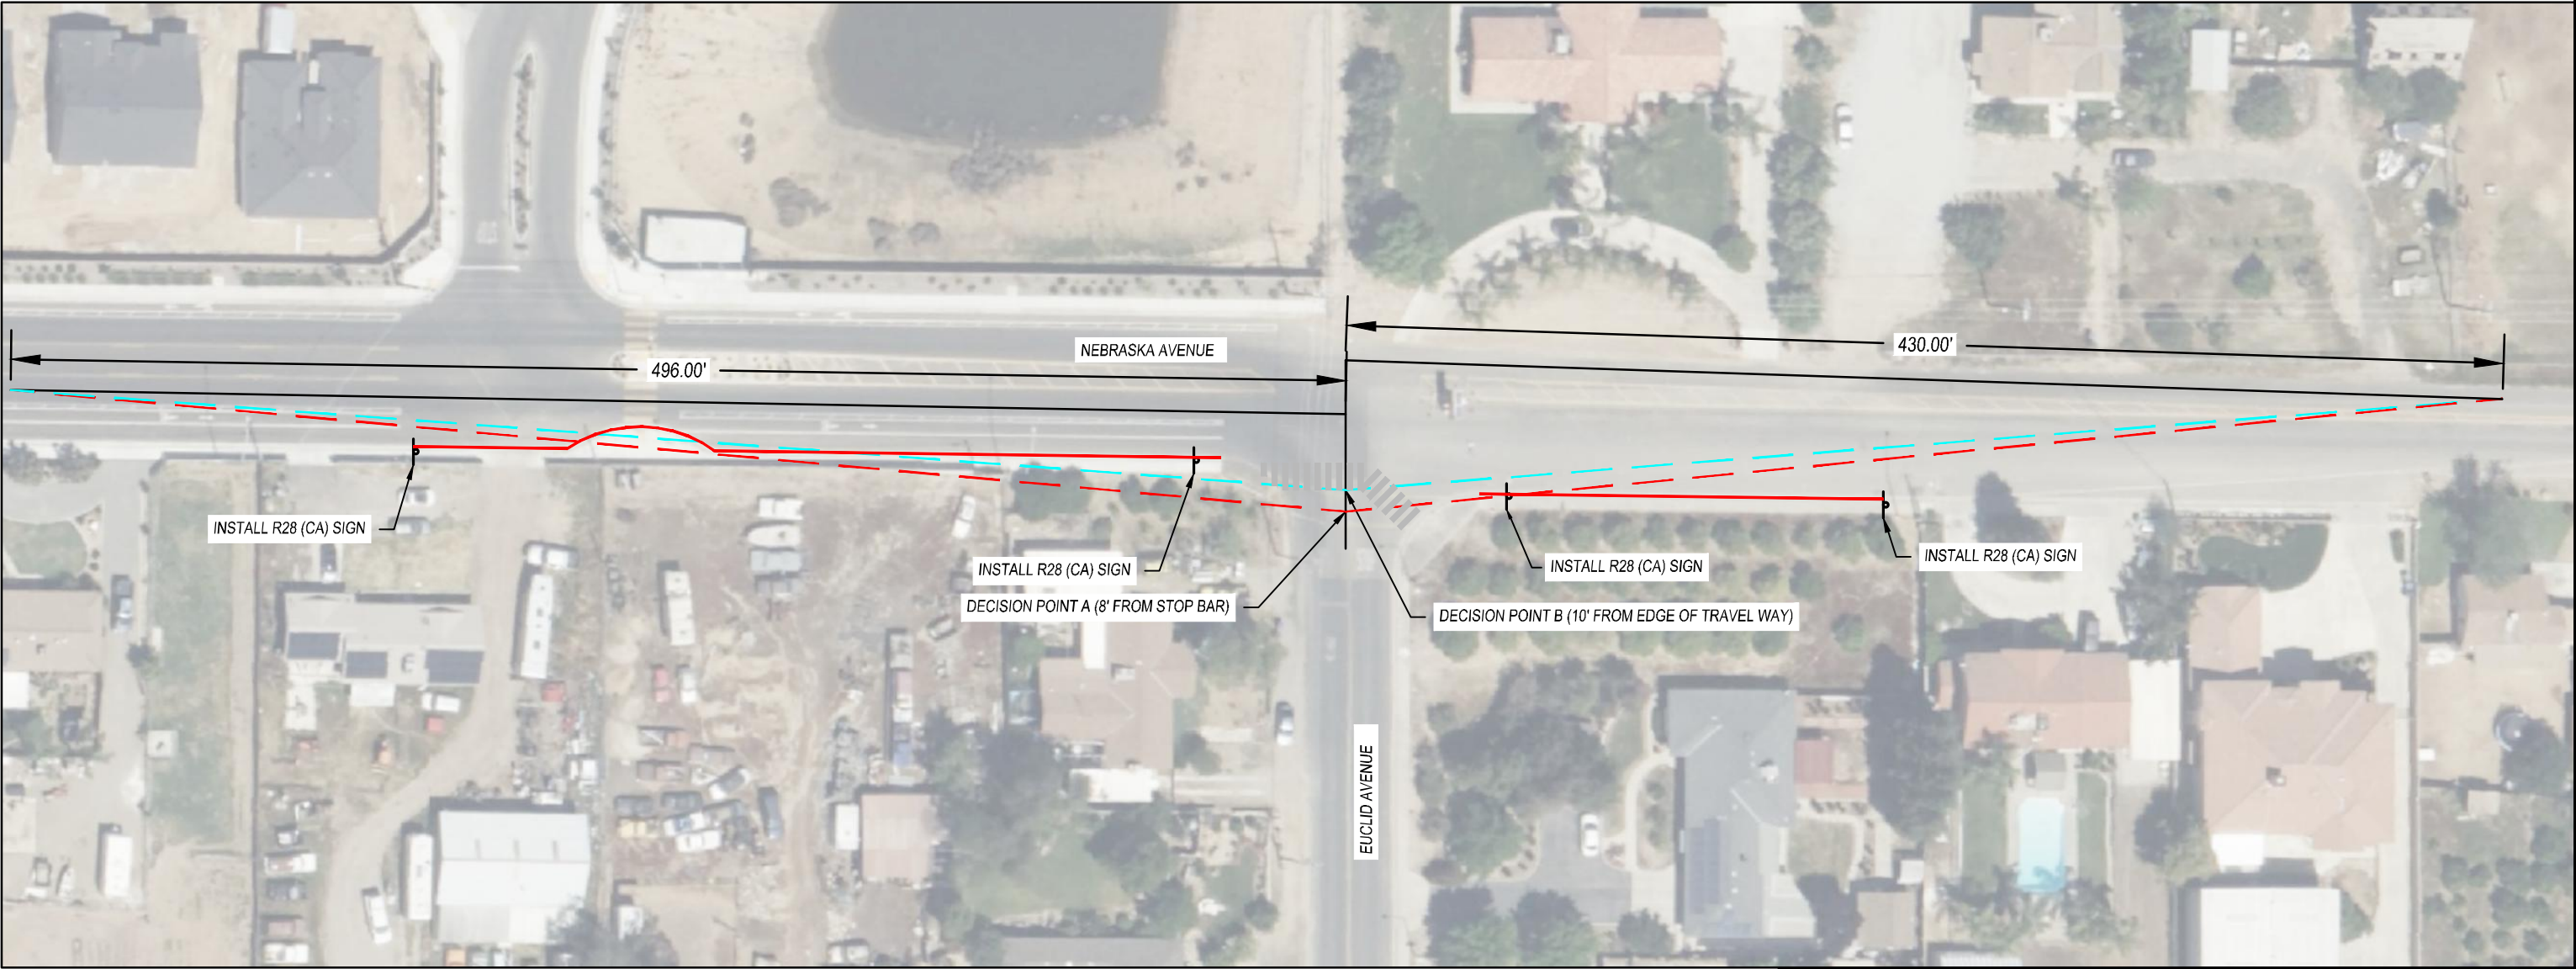 430.00'
NEBRASKA AVENUE
496.00'
INSTALL R28 (CA) SIGN
INSTALL R28 (CA) SIGN
INSTALL R28 (CA) SIGN
INSTALL R28 (CA) SIGN
DECISION POINT A (8' FROM STOP BAR)
DECISION POINT B (10' FROM EDGE OF TRAVEL WAY)
EUCLID AVENUE